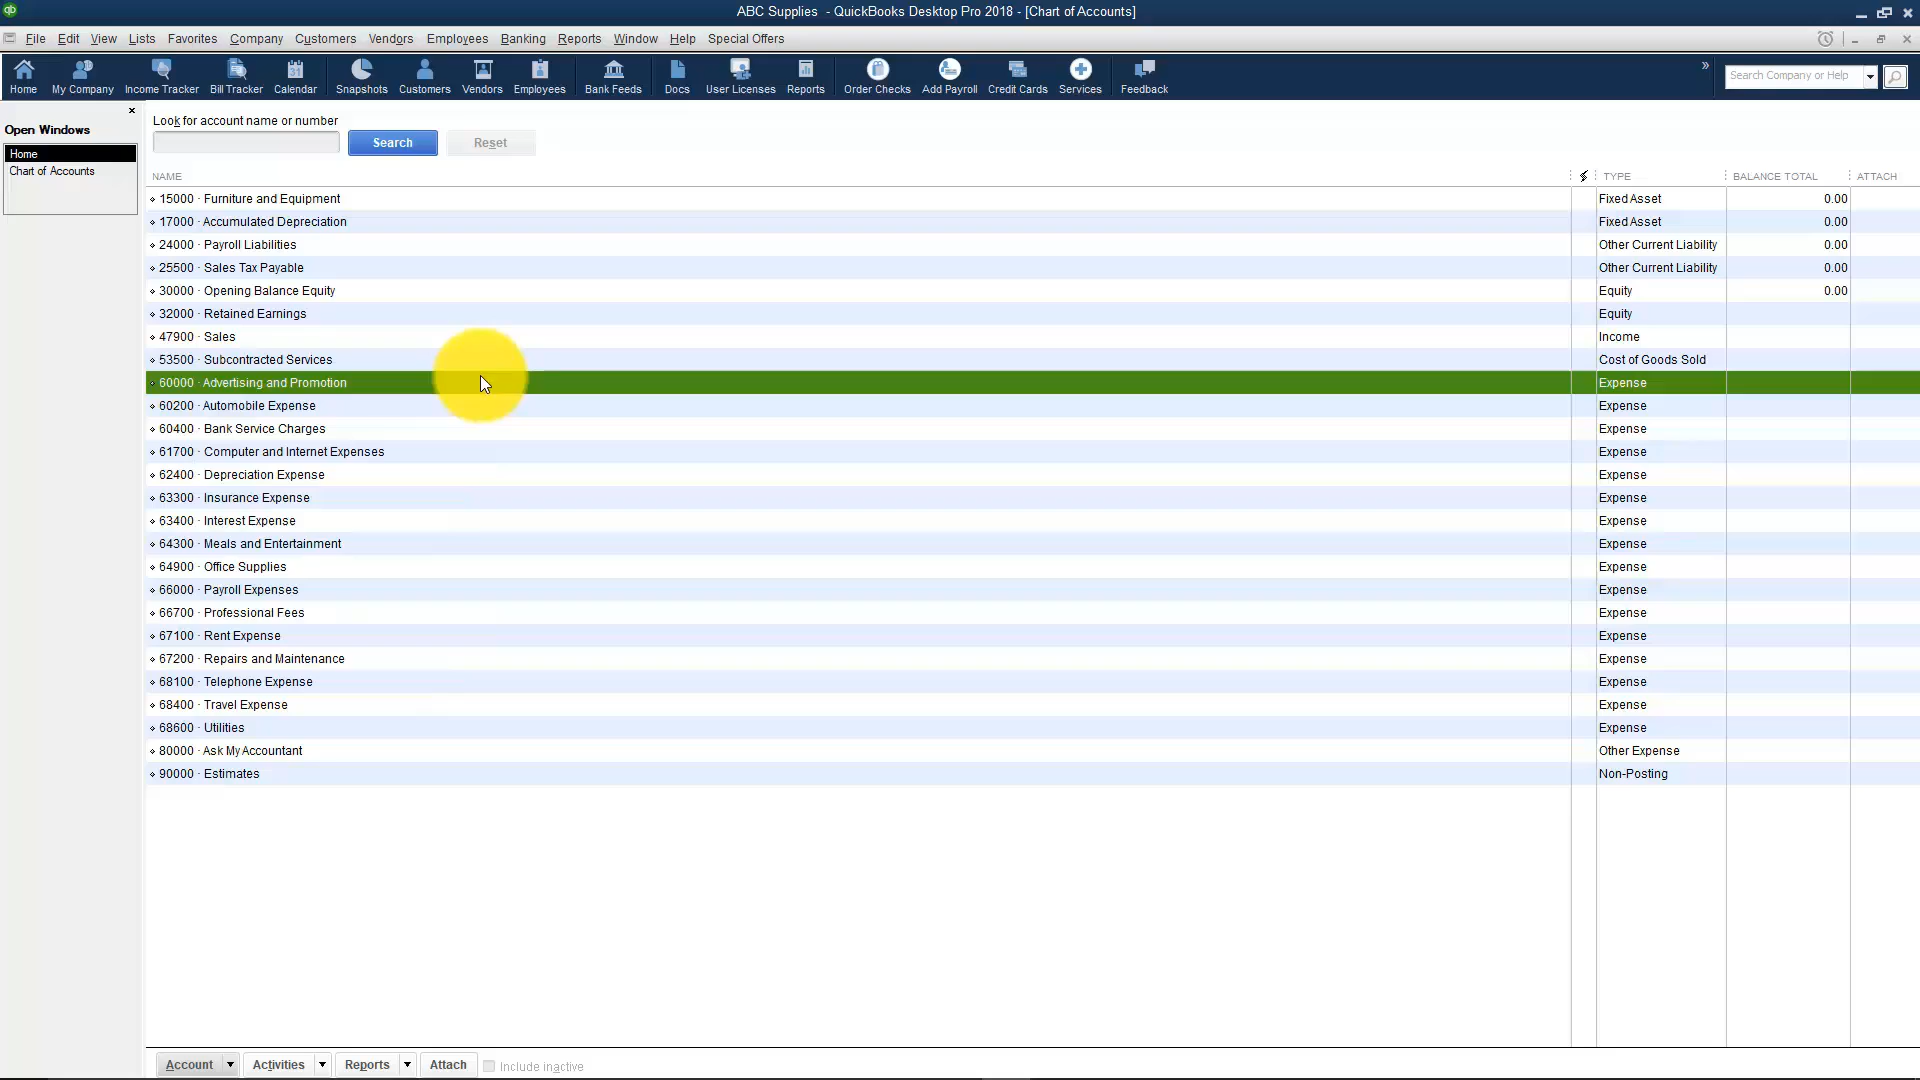 qb
ABC Supplies - QuickBooks Desktop Pro 2018 - [Chart of Accounts]
File Edit View Lists Favorites Company Customers Vendors Employees Banking Reports Window Help Special Offers
31
Home My Company Income Tracker Bill Tracker Calendar Snapshots Customers Vendors Employees Bank Feeds Docs User Licenses Reports Order Checks Add Payroll Credit Cards Services Feedback » Search Company or Help
Open Windows
Home
Chart of Accounts
Look for account name or number
Search Reset
NAME TYPE BALANCE TOTAL ATTACH
15000 · Furniture and Equipment Fixed Asset 0.00
17000 · Accumulated Depreciation Fixed Asset 0.00
24000 · Payroll Liabilities Other Current Liability 0.00
25500 · Sales Tax Payable Other Current Liability 0.00
30000 · Opening Balance Equity Equity 0.00
32000 · Retained Earnings Equity
47900 · Sales Income
53500 · Subcontracted Services Cost of Goods Sold
60000 · Advertising and Promotion Expense
60200 · Automobile Expense Expense
60400 · Bank Service Charges Expense
61700 · Computer and Internet Expenses Expense
62400 · Depreciation Expense Expense
63300 · Insurance Expense Expense
63400 · Interest Expense Expense
64300 · Meals and Entertainment Expense
64900 · Office Supplies Expense
66000 · Payroll Expenses Expense
66700 · Professional Fees Expense
67100 · Rent Expense Expense
67200 · Repairs and Maintenance Expense
68100 · Telephone Expense Expense
68400 · Travel Expense Expense
68600 · Utilities Expense
80000 · Ask My Accountant Other Expense
90000 · Estimates Non-Posting
Account Activities Reports Attach Include inactive